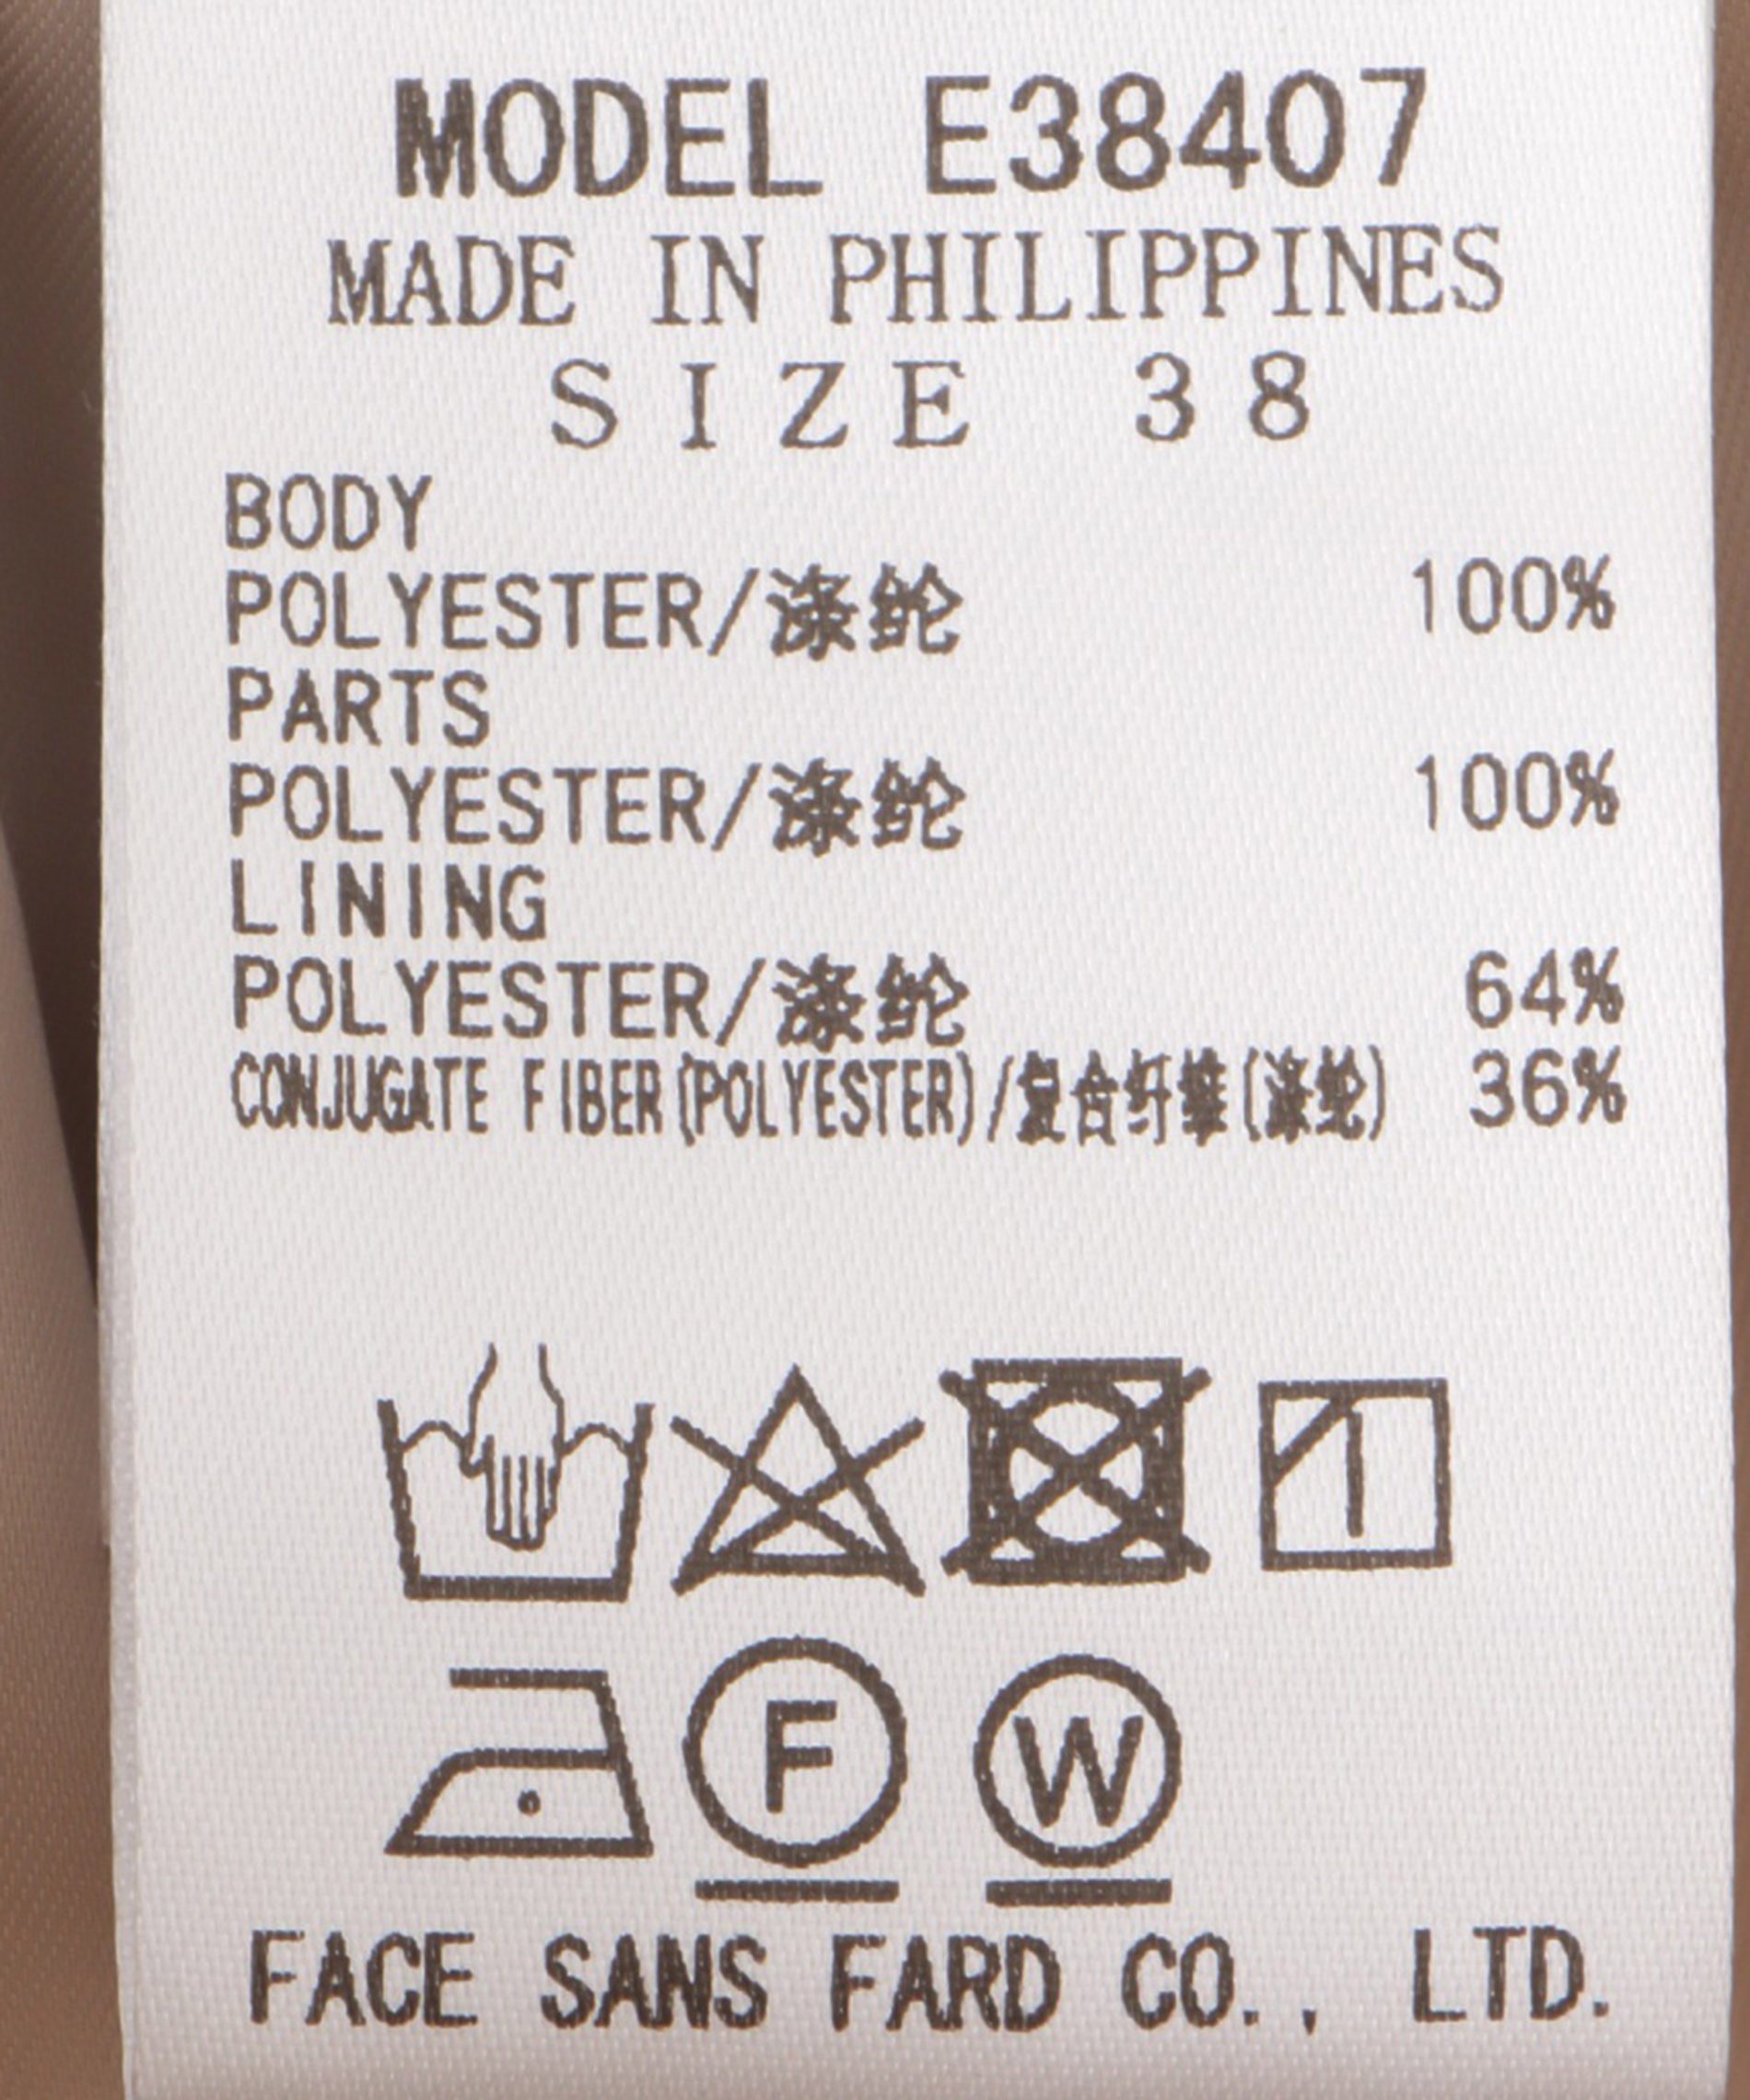 MODEL E38407
MADE IN PHILIPPINES
SIZE 38
BODY
POLYESTER/涤纶 100%
PARTS
POLYESTER/涤纶 100%
LINING
POLYESTER/涤纶 64%
CONJUGATE FIBER(POLYESTER)/复合纤维(涤纶) 36%
F W
FACE SANS FARD CO., LTD.